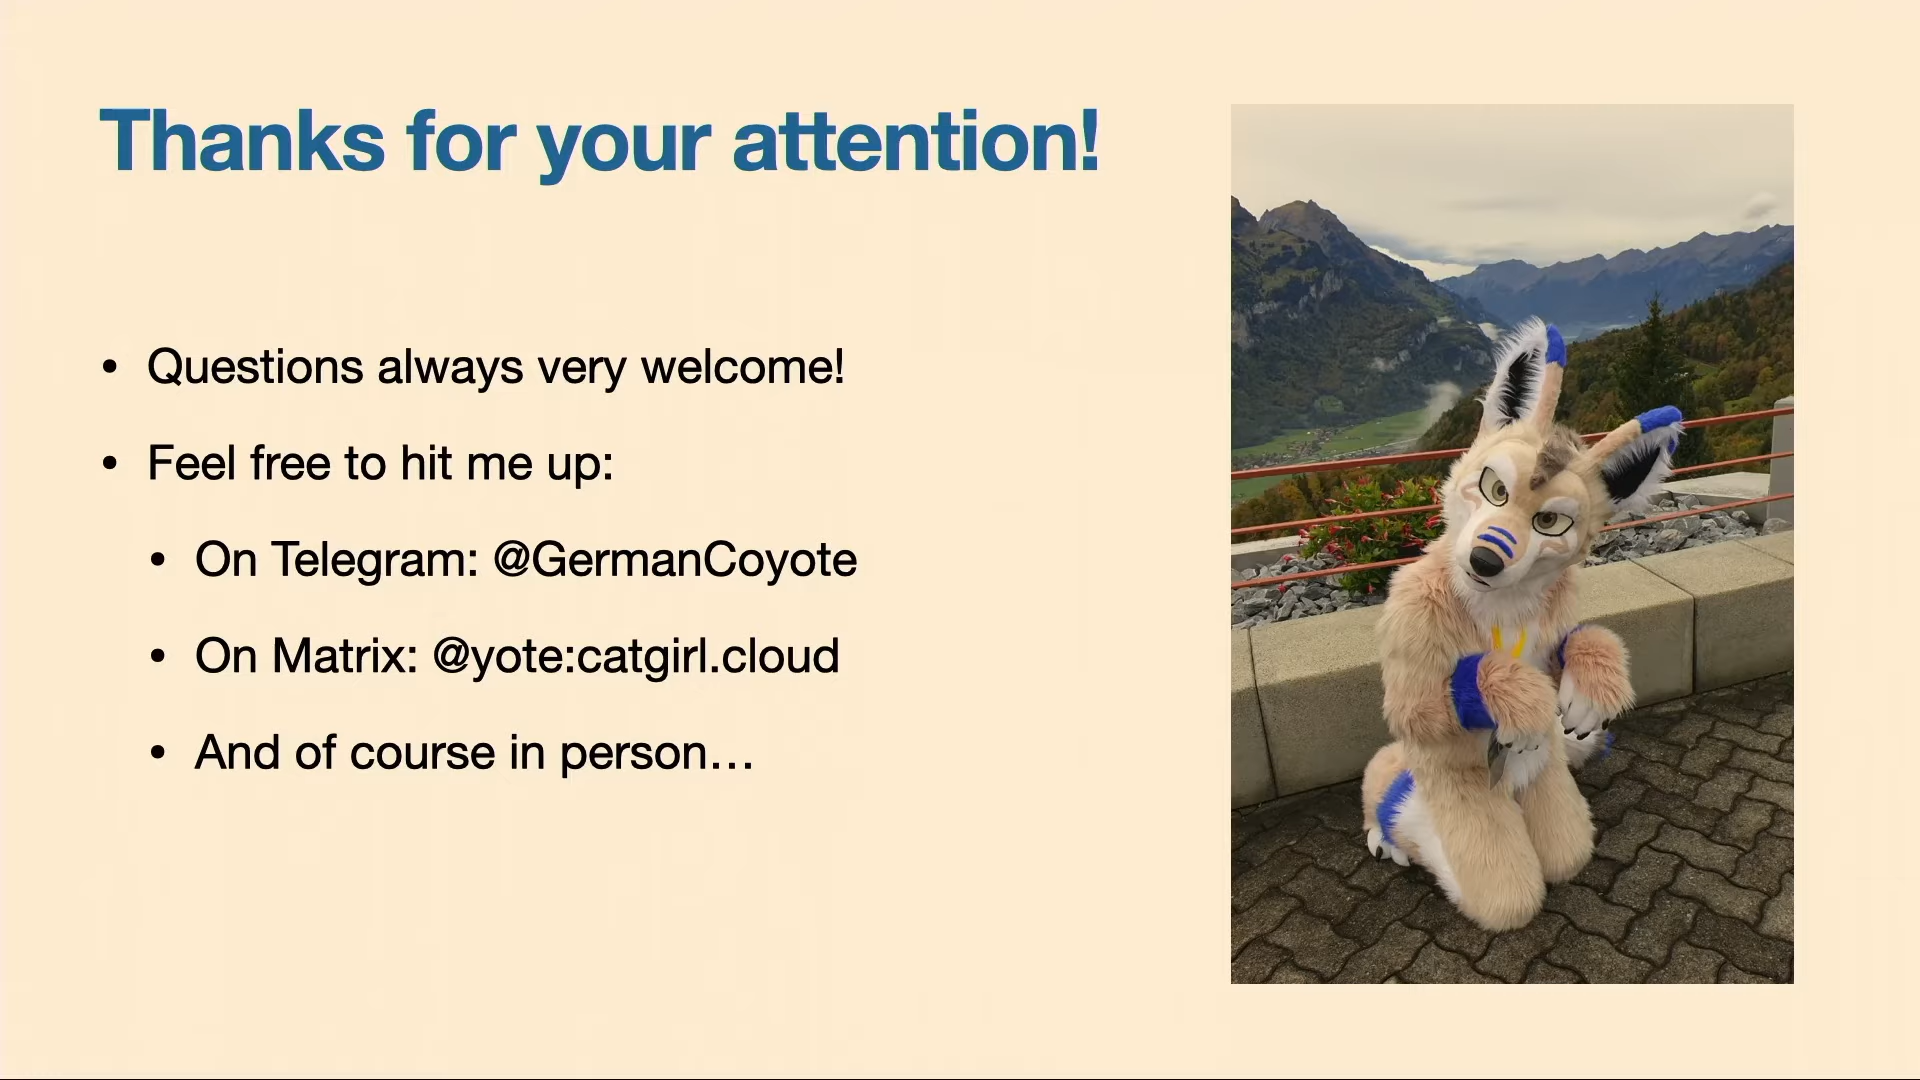 Thanks for your attention!
• Questions always very welcome!
• Feel free to hit me up:
• On Telegram: @GermanCoyote
• On Matrix: @yote:catgirl.cloud
• And of course in person…